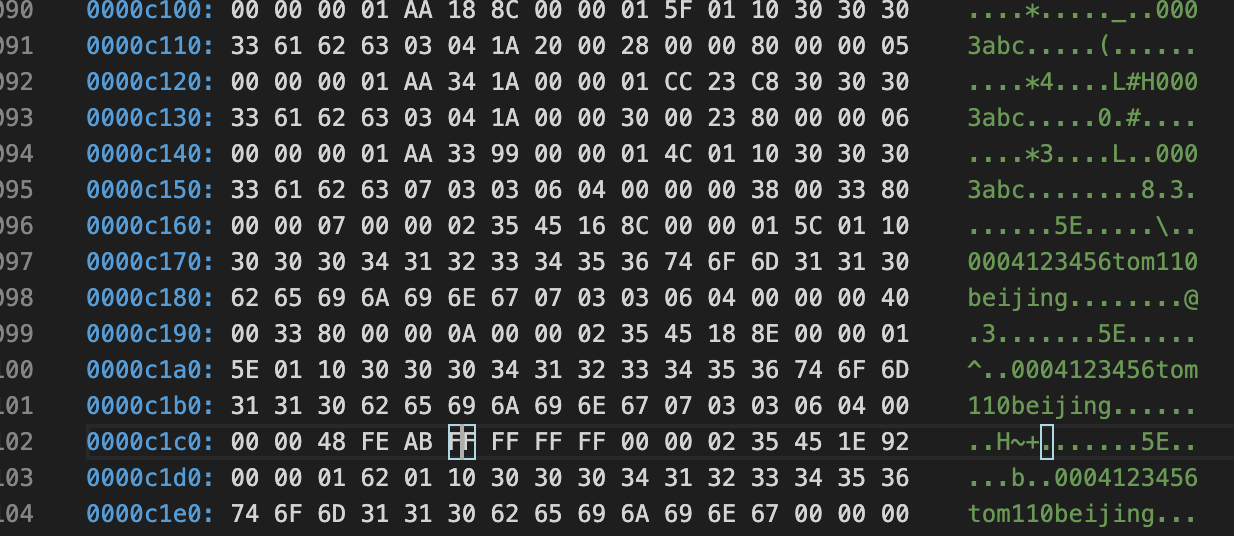 090 0000c100: 00 00 00 01 AA 18 8C 00 00 01 5F 01 10 30 30 30 ....*....._..000
091 0000c110: 33 61 62 63 03 04 1A 20 00 28 00 00 80 00 00 05 3abc.....(......
092 0000c120: 00 00 00 01 AA 34 1A 00 00 01 CC 23 C8 30 30 30 ....*4....L#H000
093 0000c130: 33 61 62 63 03 04 1A 00 00 30 00 23 80 00 00 06 3abc.....0.#....
094 0000c140: 00 00 00 01 AA 33 99 00 00 01 4C 01 10 30 30 30 ....*3....L..000
095 0000c150: 33 61 62 63 07 03 03 06 04 00 00 00 38 00 33 80 3abc........8.3.
096 0000c160: 00 00 07 00 00 02 35 45 16 8C 00 00 01 5C 01 10 ......5E.....\..
097 0000c170: 30 30 30 34 31 32 33 34 35 36 74 6F 6D 31 31 30 0004123456tom110
098 0000c180: 62 65 69 6A 69 6E 67 07 03 03 06 04 00 00 00 40 beijing........@
099 0000c190: 00 33 80 00 00 0A 00 00 02 35 45 18 8E 00 00 01 .3.......5E.....
100 0000c1a0: 5E 01 10 30 30 30 34 31 32 33 34 35 36 74 6F 6D ^..0004123456tom
101 0000c1b0: 31 31 30 62 65 69 6A 69 6E 67 07 03 03 06 04 00 110beijing......
102 0000c1c0: 00 00 48 FE AB FF FF FF FF 00 00 02 35 45 1E 92 ..H~+.......5E..
103 0000c1d0: 00 00 01 62 01 10 30 30 30 34 31 32 33 34 35 36 ...b..0004123456
104 0000c1e0: 74 6F 6D 31 31 30 62 65 69 6A 69 6E 67 00 00 00 tom110beijing...